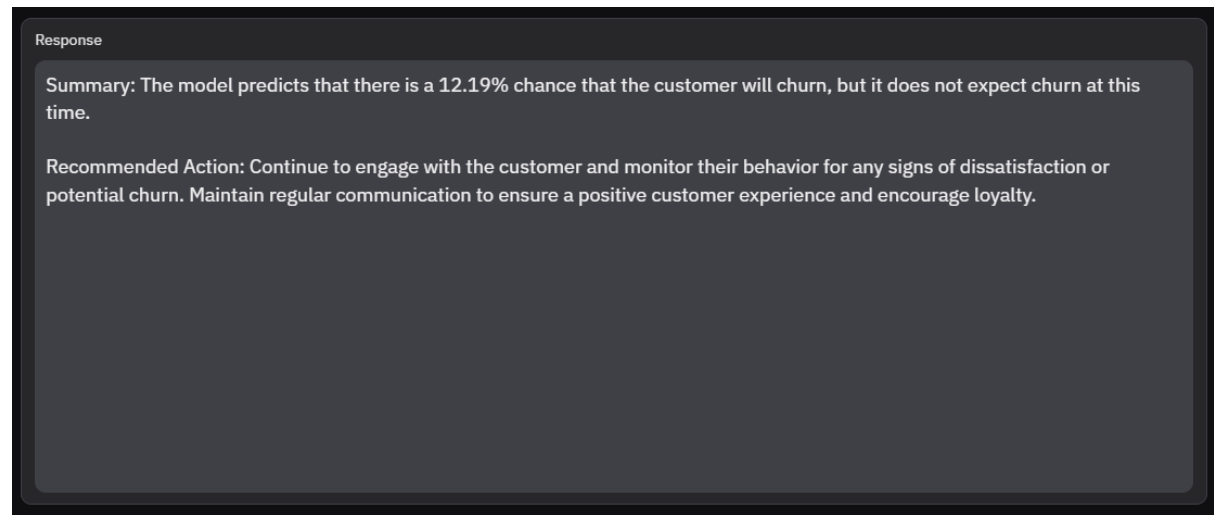 Response
Summary: The model predicts that there is a 12.19% chance that the customer will churn, but it does not expect churn at this
time.
Recommended Action: Continue to engage with the customer and monitor their behavior for any signs of dissatisfaction or
potential churn. Maintain regular communication to ensure a positive customer experience and encourage loyalty.